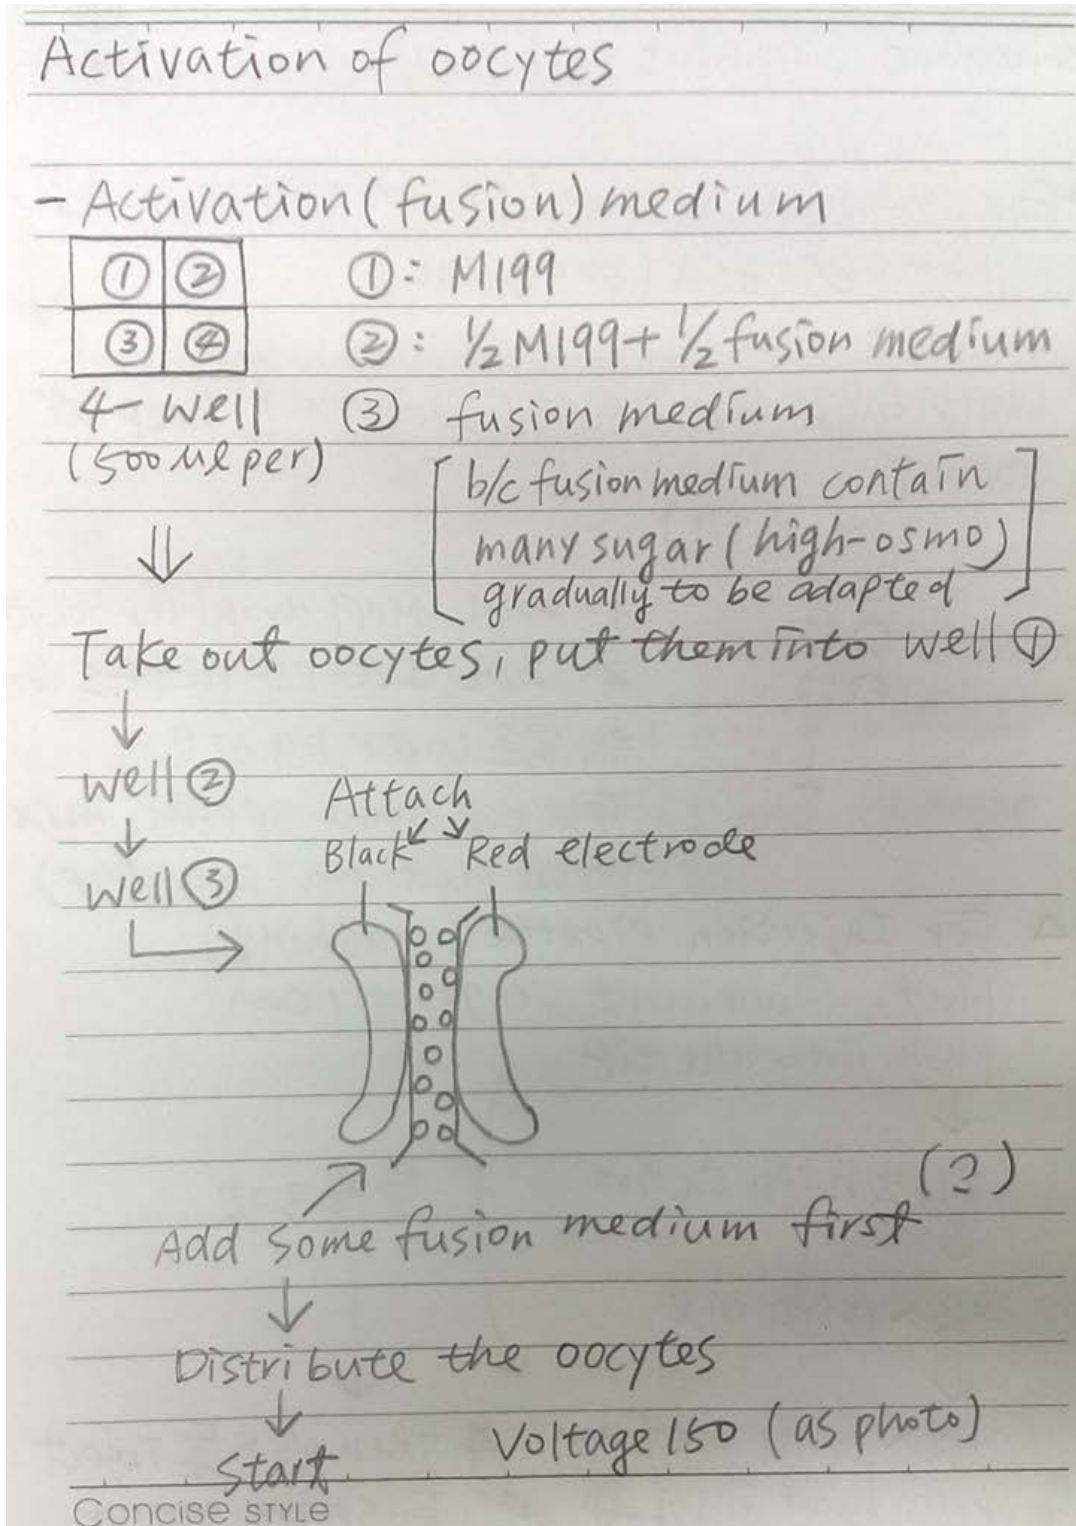 Activation of oocytes
- Activation (fusion) medium
① ② ①: M199
③ ④ ②: 1/2 M199 + 1/2 fusion medium
4-well ③ fusion medium
(500 μl per)
[b/c fusion medium contain
many sugar (high-osmo)
gradually to be adapted]
Take out oocytes, put them into well ①
↓
well ②
↓
well ③
Attach
Black Red electrode
Add some fusion medium first (?)
↓
Distribute the oocytes
↓
Start
Voltage 150 (as photo)
Concise STYLE